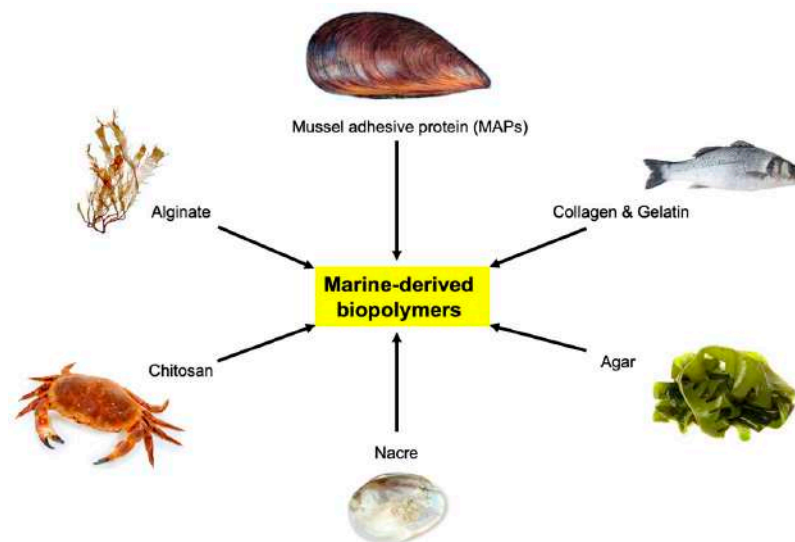 Mussel adhesive protein (MAPs)
Alginate
Collagen & Gelatin
Marine-derived
biopolymers
Chitosan
Agar
Nacre